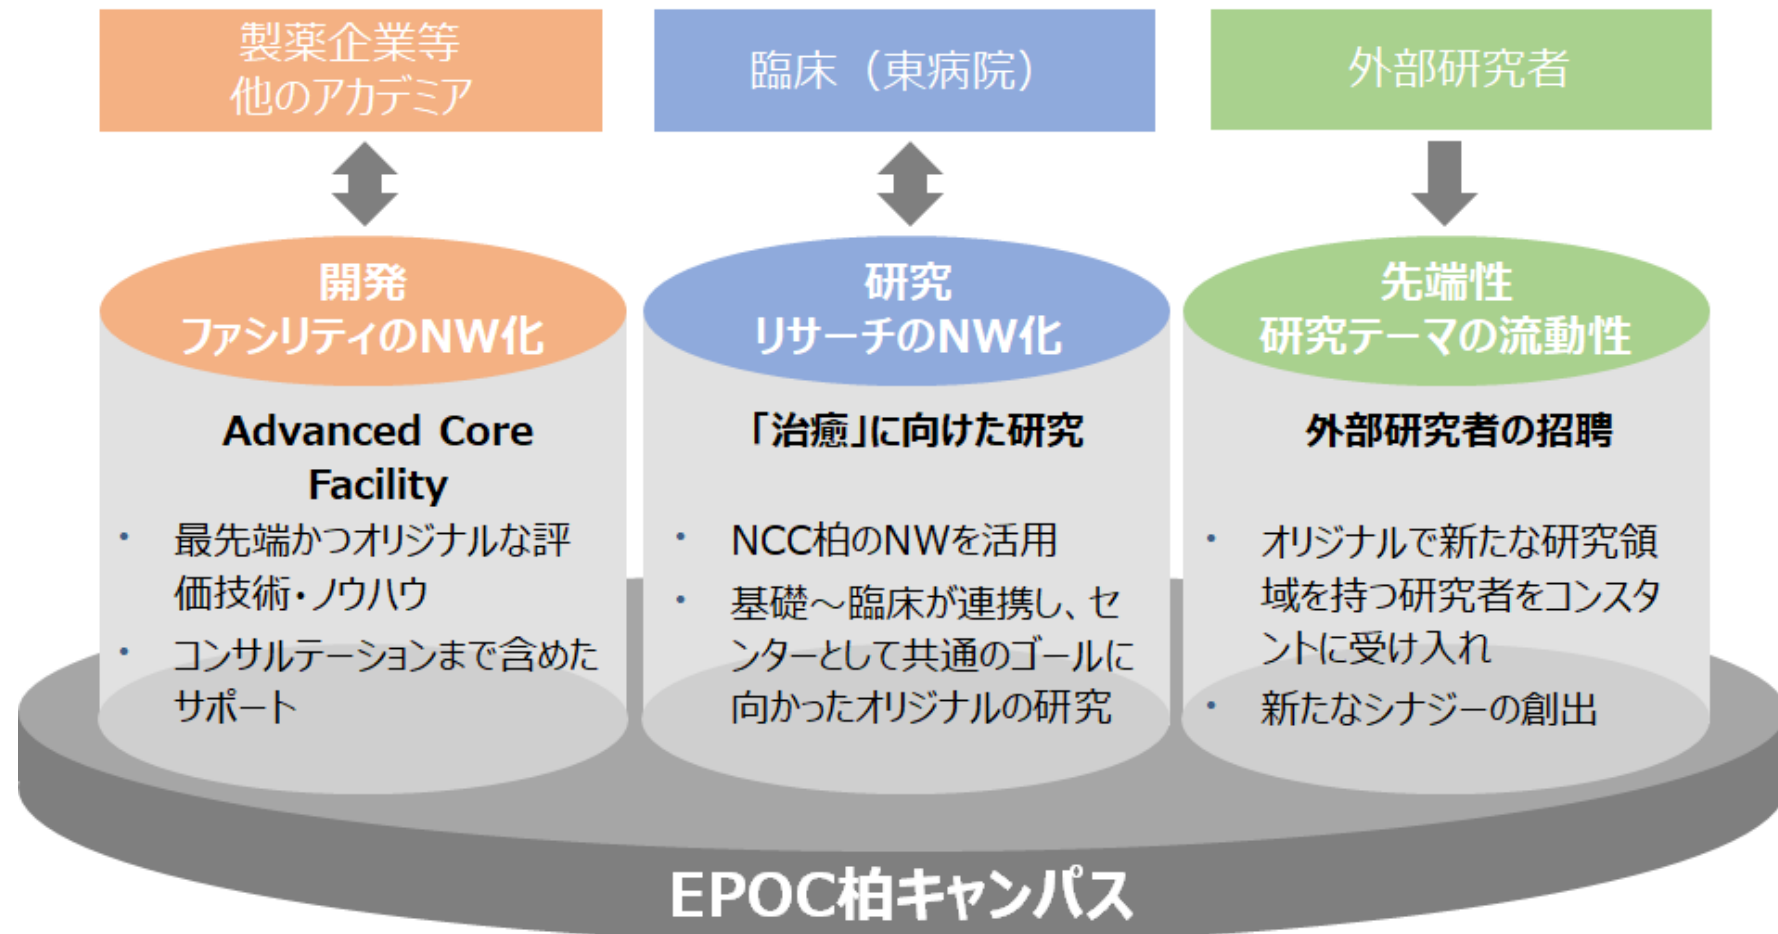 製薬企業等
他のアカデミア
臨床（東病院）
外部研究者
開発
ファシリティのNW化
研究
リサーチのNW化
先端性
研究テーマの流動性
Advanced Core
Facility
・ 最先端かつオリジナルな評
価技術・ノウハウ
・ コンサルテーションまで含めた
サポート
「治癒」に向けた研究
・ NCC柏のNWを活用
・ 基礎～臨床が連携し、セ
ンターとして共通のゴールに
向かったオリジナルの研究
外部研究者の招聘
・ オリジナルで新たな研究領
域を持つ研究者をコンスタ
ントに受け入れ
・ 新たなシナジーの創出
EPOC柏キャンパス